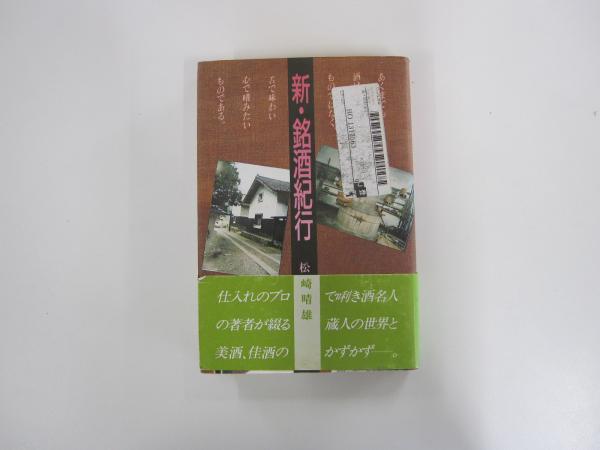 新・銘酒紀行
松崎晴雄
舌で味わい
心で嗜みたい
ものである。
仕入れのプロで唎き酒名人
の著者が綴る蔵人の世界と
美酒、佳酒のかずかず——。